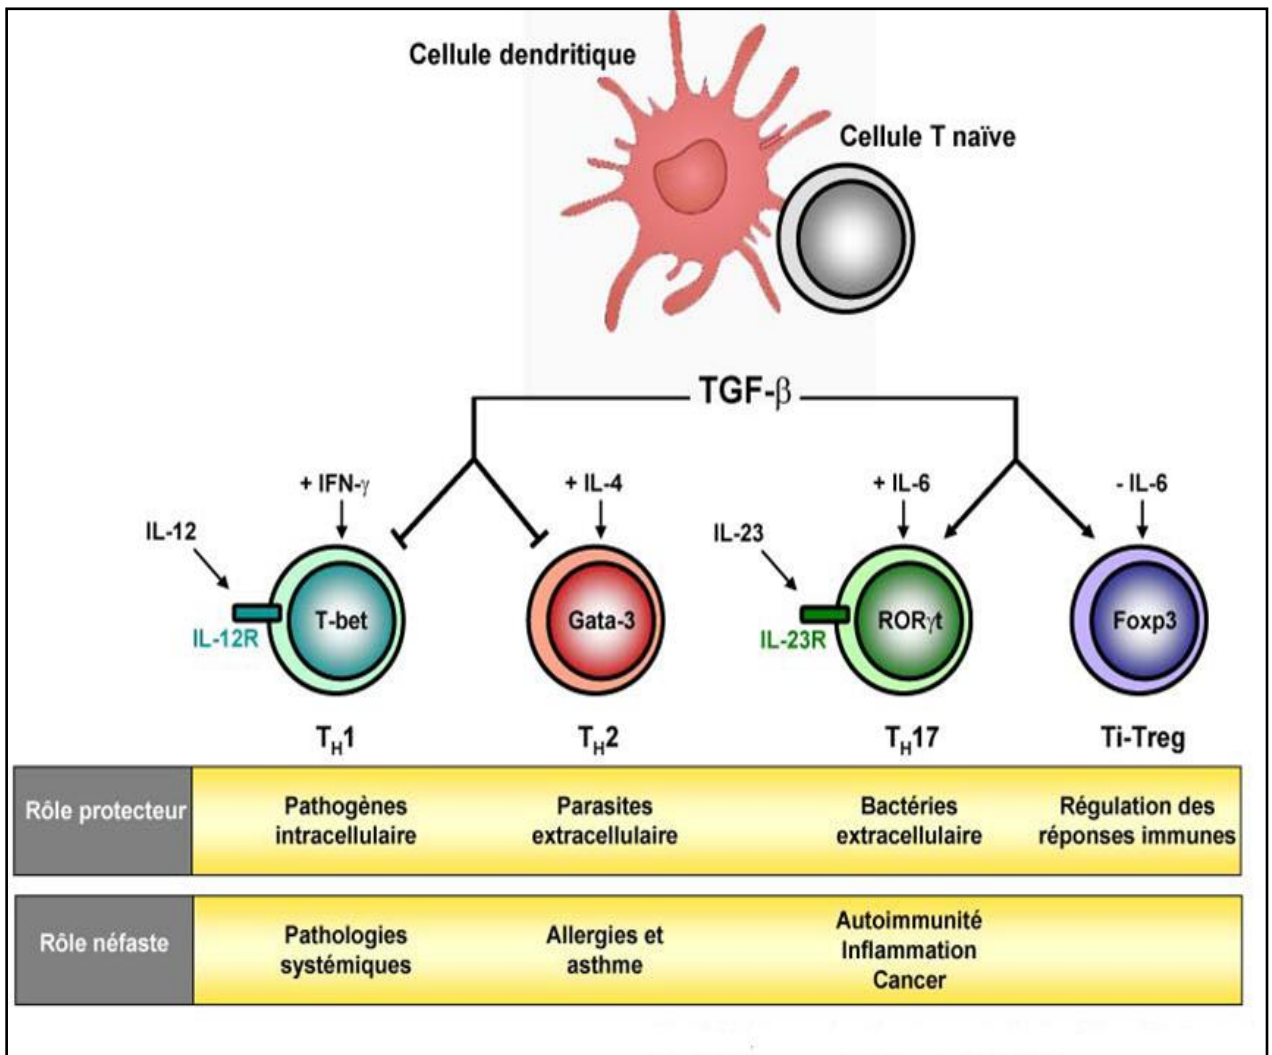 Cellule dendritique
Cellule T naïve
TGF-β
+ IFN-γ
+ IL-4
+ IL-6
- IL-6
IL-12
IL-23
T-bet
Gata-3
RORγt
Foxp3
IL-12R
IL-23R
TH1
TH2
TH17
Ti-Treg
Rôle protecteur
Pathogènes
intracellulaire
Parasites
extracellulaire
Bactéries
extracellulaire
Régulation des
réponses immunes
Rôle néfaste
Pathologies
systémiques
Allergies et
asthme
Autoimmunité
Inflammation
Cancer